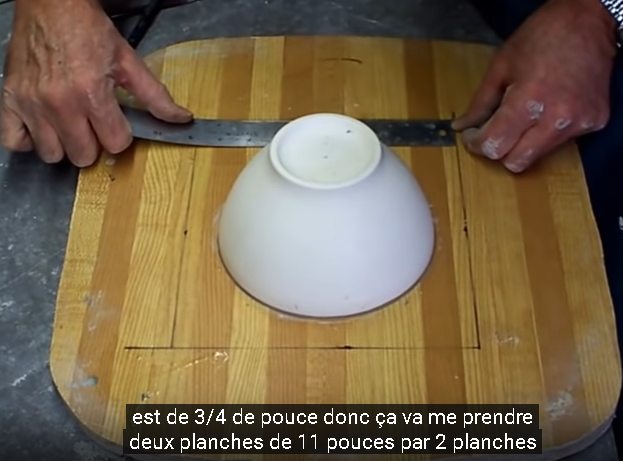 est de 3/4 de pouce donc ça va me prendre
deux planches de 11 pouces par 2 planches